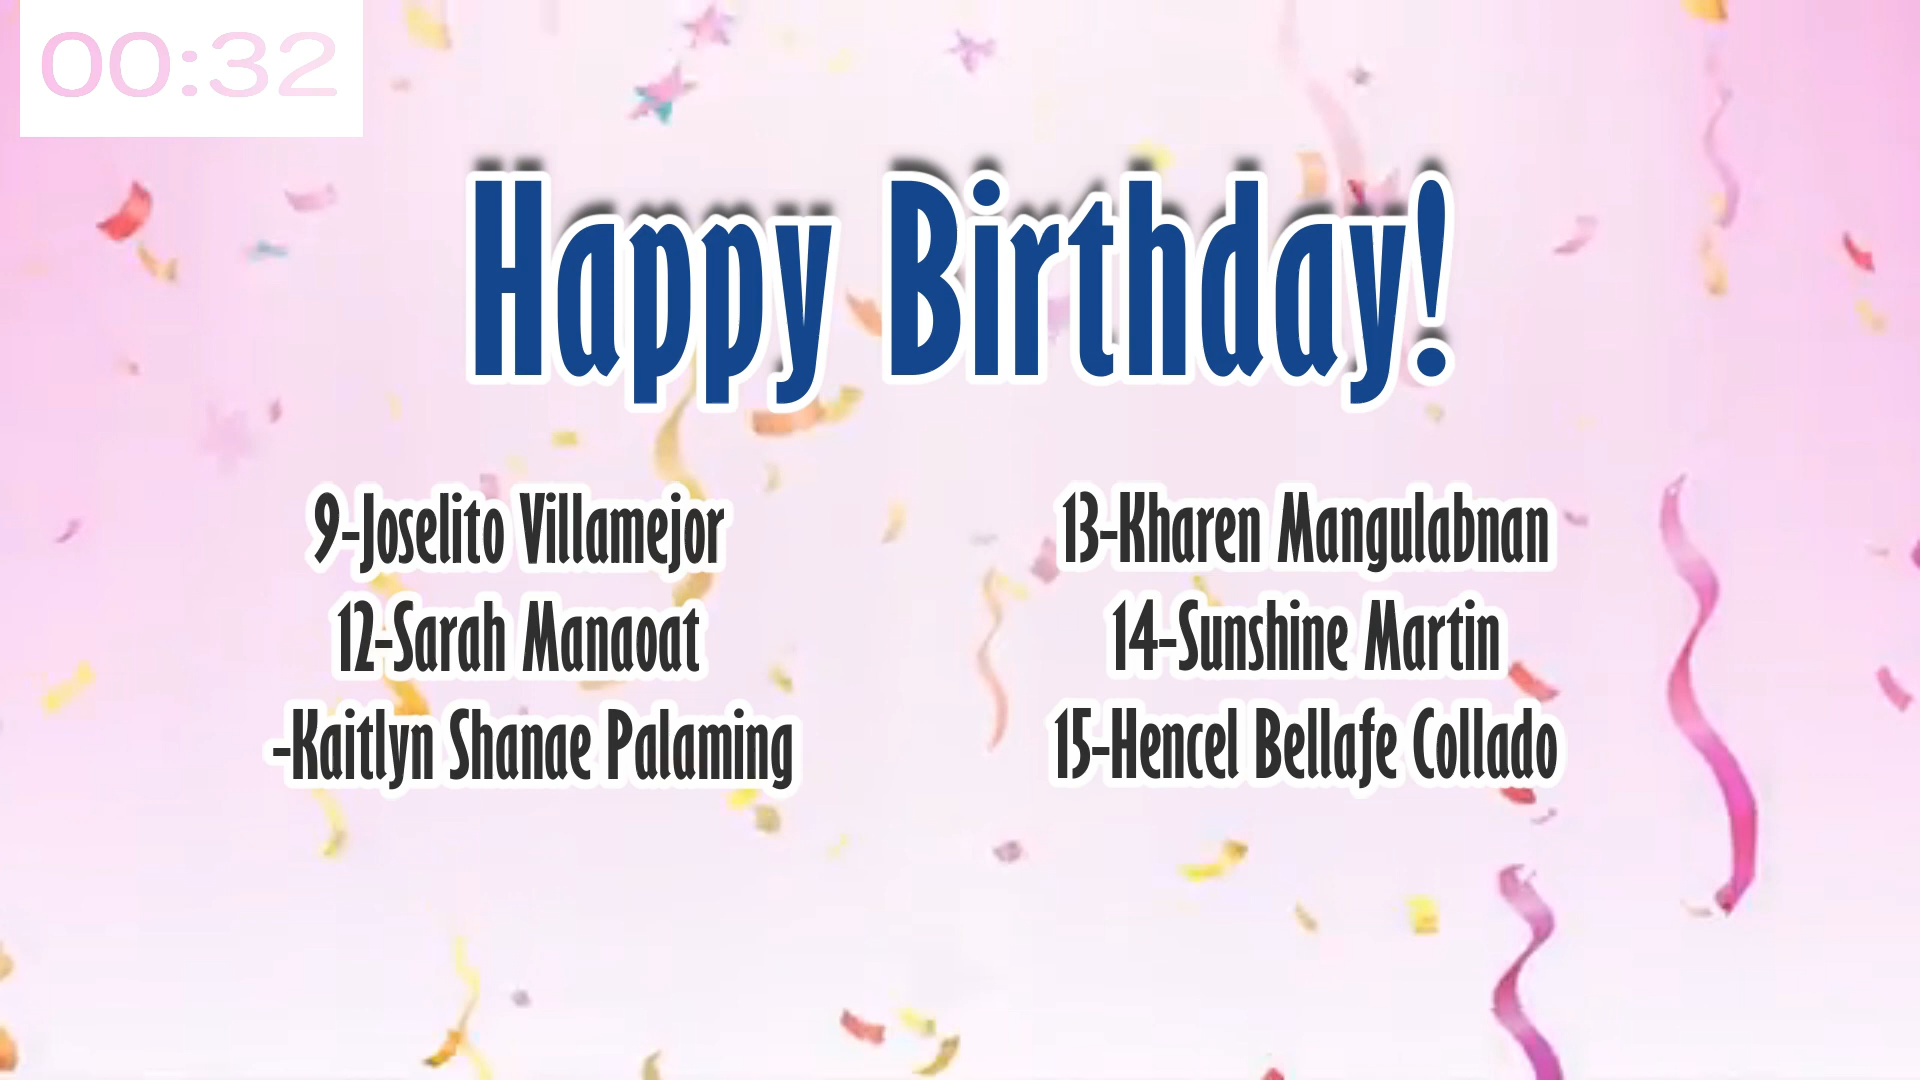 00:32
Happy Birthday!
9-Joselito Villamejor
12-Sarah Manaoat
-Kaitlyn Shanae Palaming
13-Kharen Mangulabnan
14-Sunshine Martin
15-Hencel Bellafe Collado